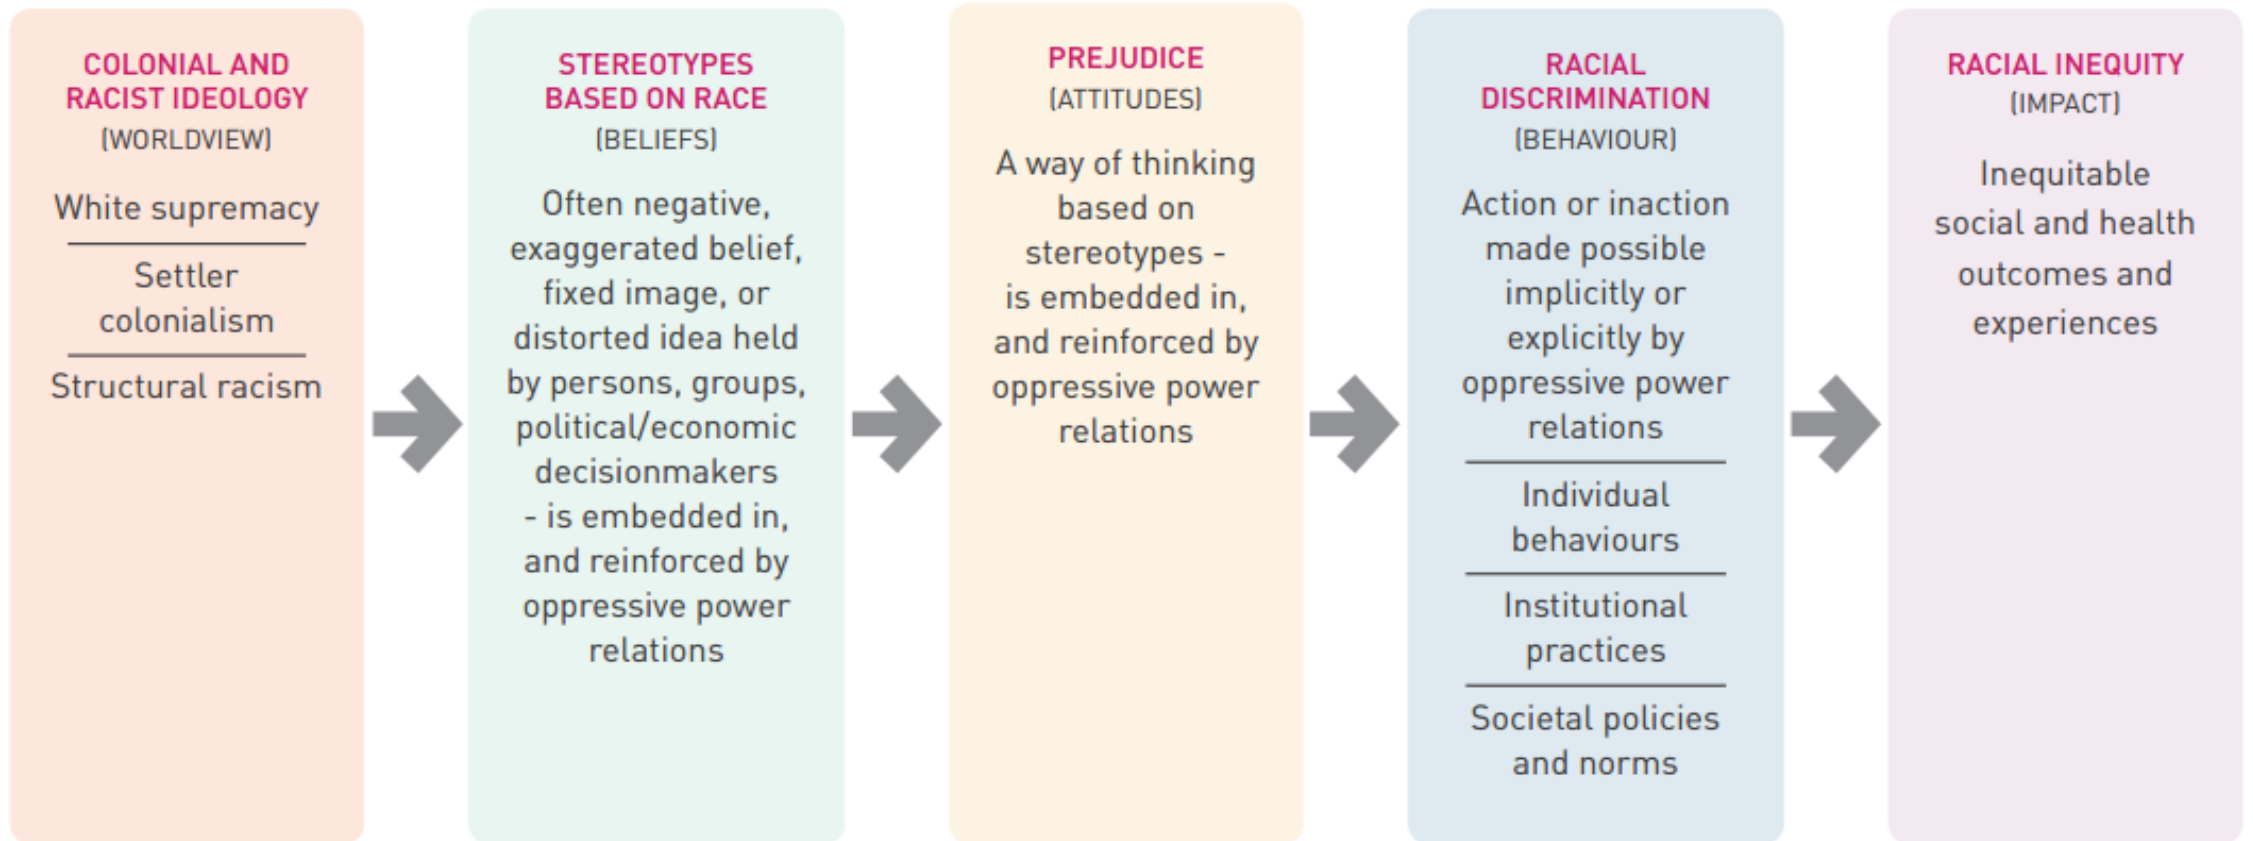 COLONIAL AND
RACIST IDEOLOGY
(WORLDVIEW)
White supremacy
Settler
colonialism
Structural racism
STEREOTYPES
BASED ON RACE
(BELIEFS)
Often negative,
exaggerated belief,
fixed image, or
distorted idea held
by persons, groups,
political/economic
decisionmakers
- is embedded in,
and reinforced by
oppressive power
relations
PREJUDICE
(ATTITUDES)
A way of thinking
based on
stereotypes -
is embedded in,
and reinforced by
oppressive power
relations
RACIAL
DISCRIMINATION
(BEHAVIOUR)
Action or inaction
made possible
implicitly or
explicitly by
oppressive power
relations
Individual
behaviours
Institutional
practices
Societal policies
and norms
RACIAL INEQUITY
(IMPACT)
Inequitable
social and health
outcomes and
experiences